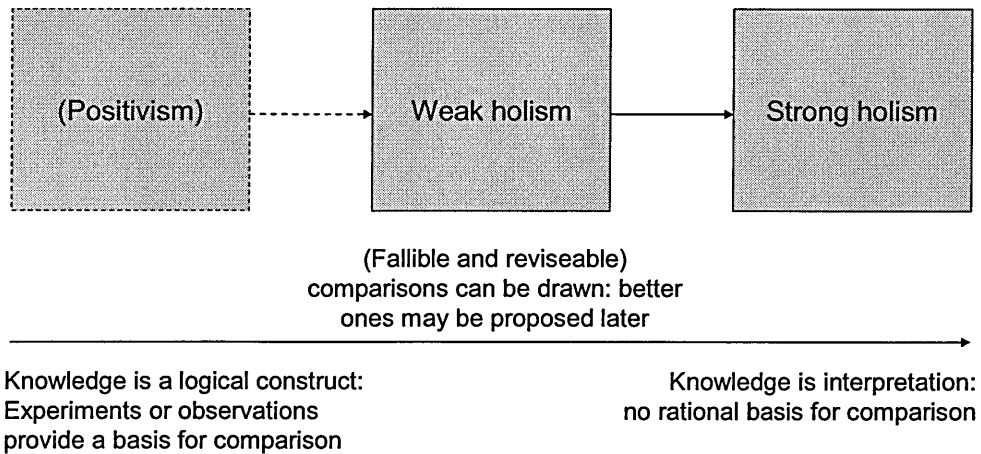 (Positivism)
Weak holism
Strong holism
(Fallible and reviseable)
comparisons can be drawn: better
ones may be proposed later
Knowledge is a logical construct:
Experiments or observations
provide a basis for comparison
Knowledge is interpretation:
no rational basis for comparison